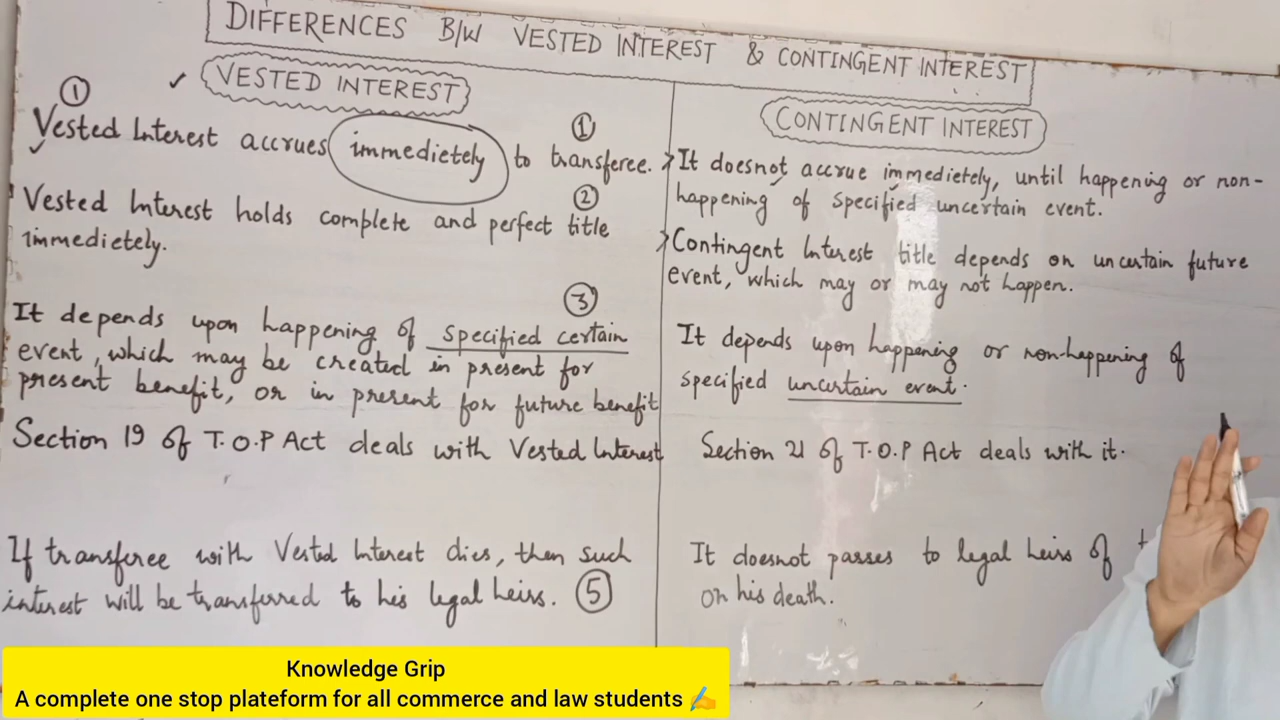 DIFFERENCES B/W VESTED INTEREST & CONTINGENT INTEREST
✓ VESTED INTEREST
①
Vested Interest accrues immedietely to transferee.
①
②
Vested Interest holds complete and perfect title
immedietely.
③
It depends upon happening of specified certain
event, which may be created in present for
present benefit, or in present for future benefit
Section 19 of T.O.P Act deals with Vested Interest
If transferee with Vested Interest dies, then such
interest will be transferred to his legal heirs. ⑤
CONTINGENT INTEREST
> It doesnot accrue immedietely, until happening or non-
happening of specified uncertain event.
> Contingent Interest title depends on uncertain future
event, which may or may not happen.
It depends upon happening or non-happening of
specified uncertain event.
Section 21 of T.O.P Act deals with it.
It doesnot passes to legal heirs of
on his death.
Knowledge Grip
A complete one stop plateform for all commerce and law students ✍️